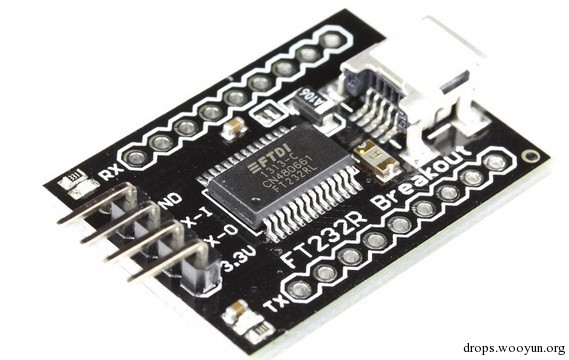 A106
RX
FTDI
1313-C
CN480661
FT232RL
ND
X-I
X-O
3.3V
FT232R Breakout
TX
drops.wooyun.org